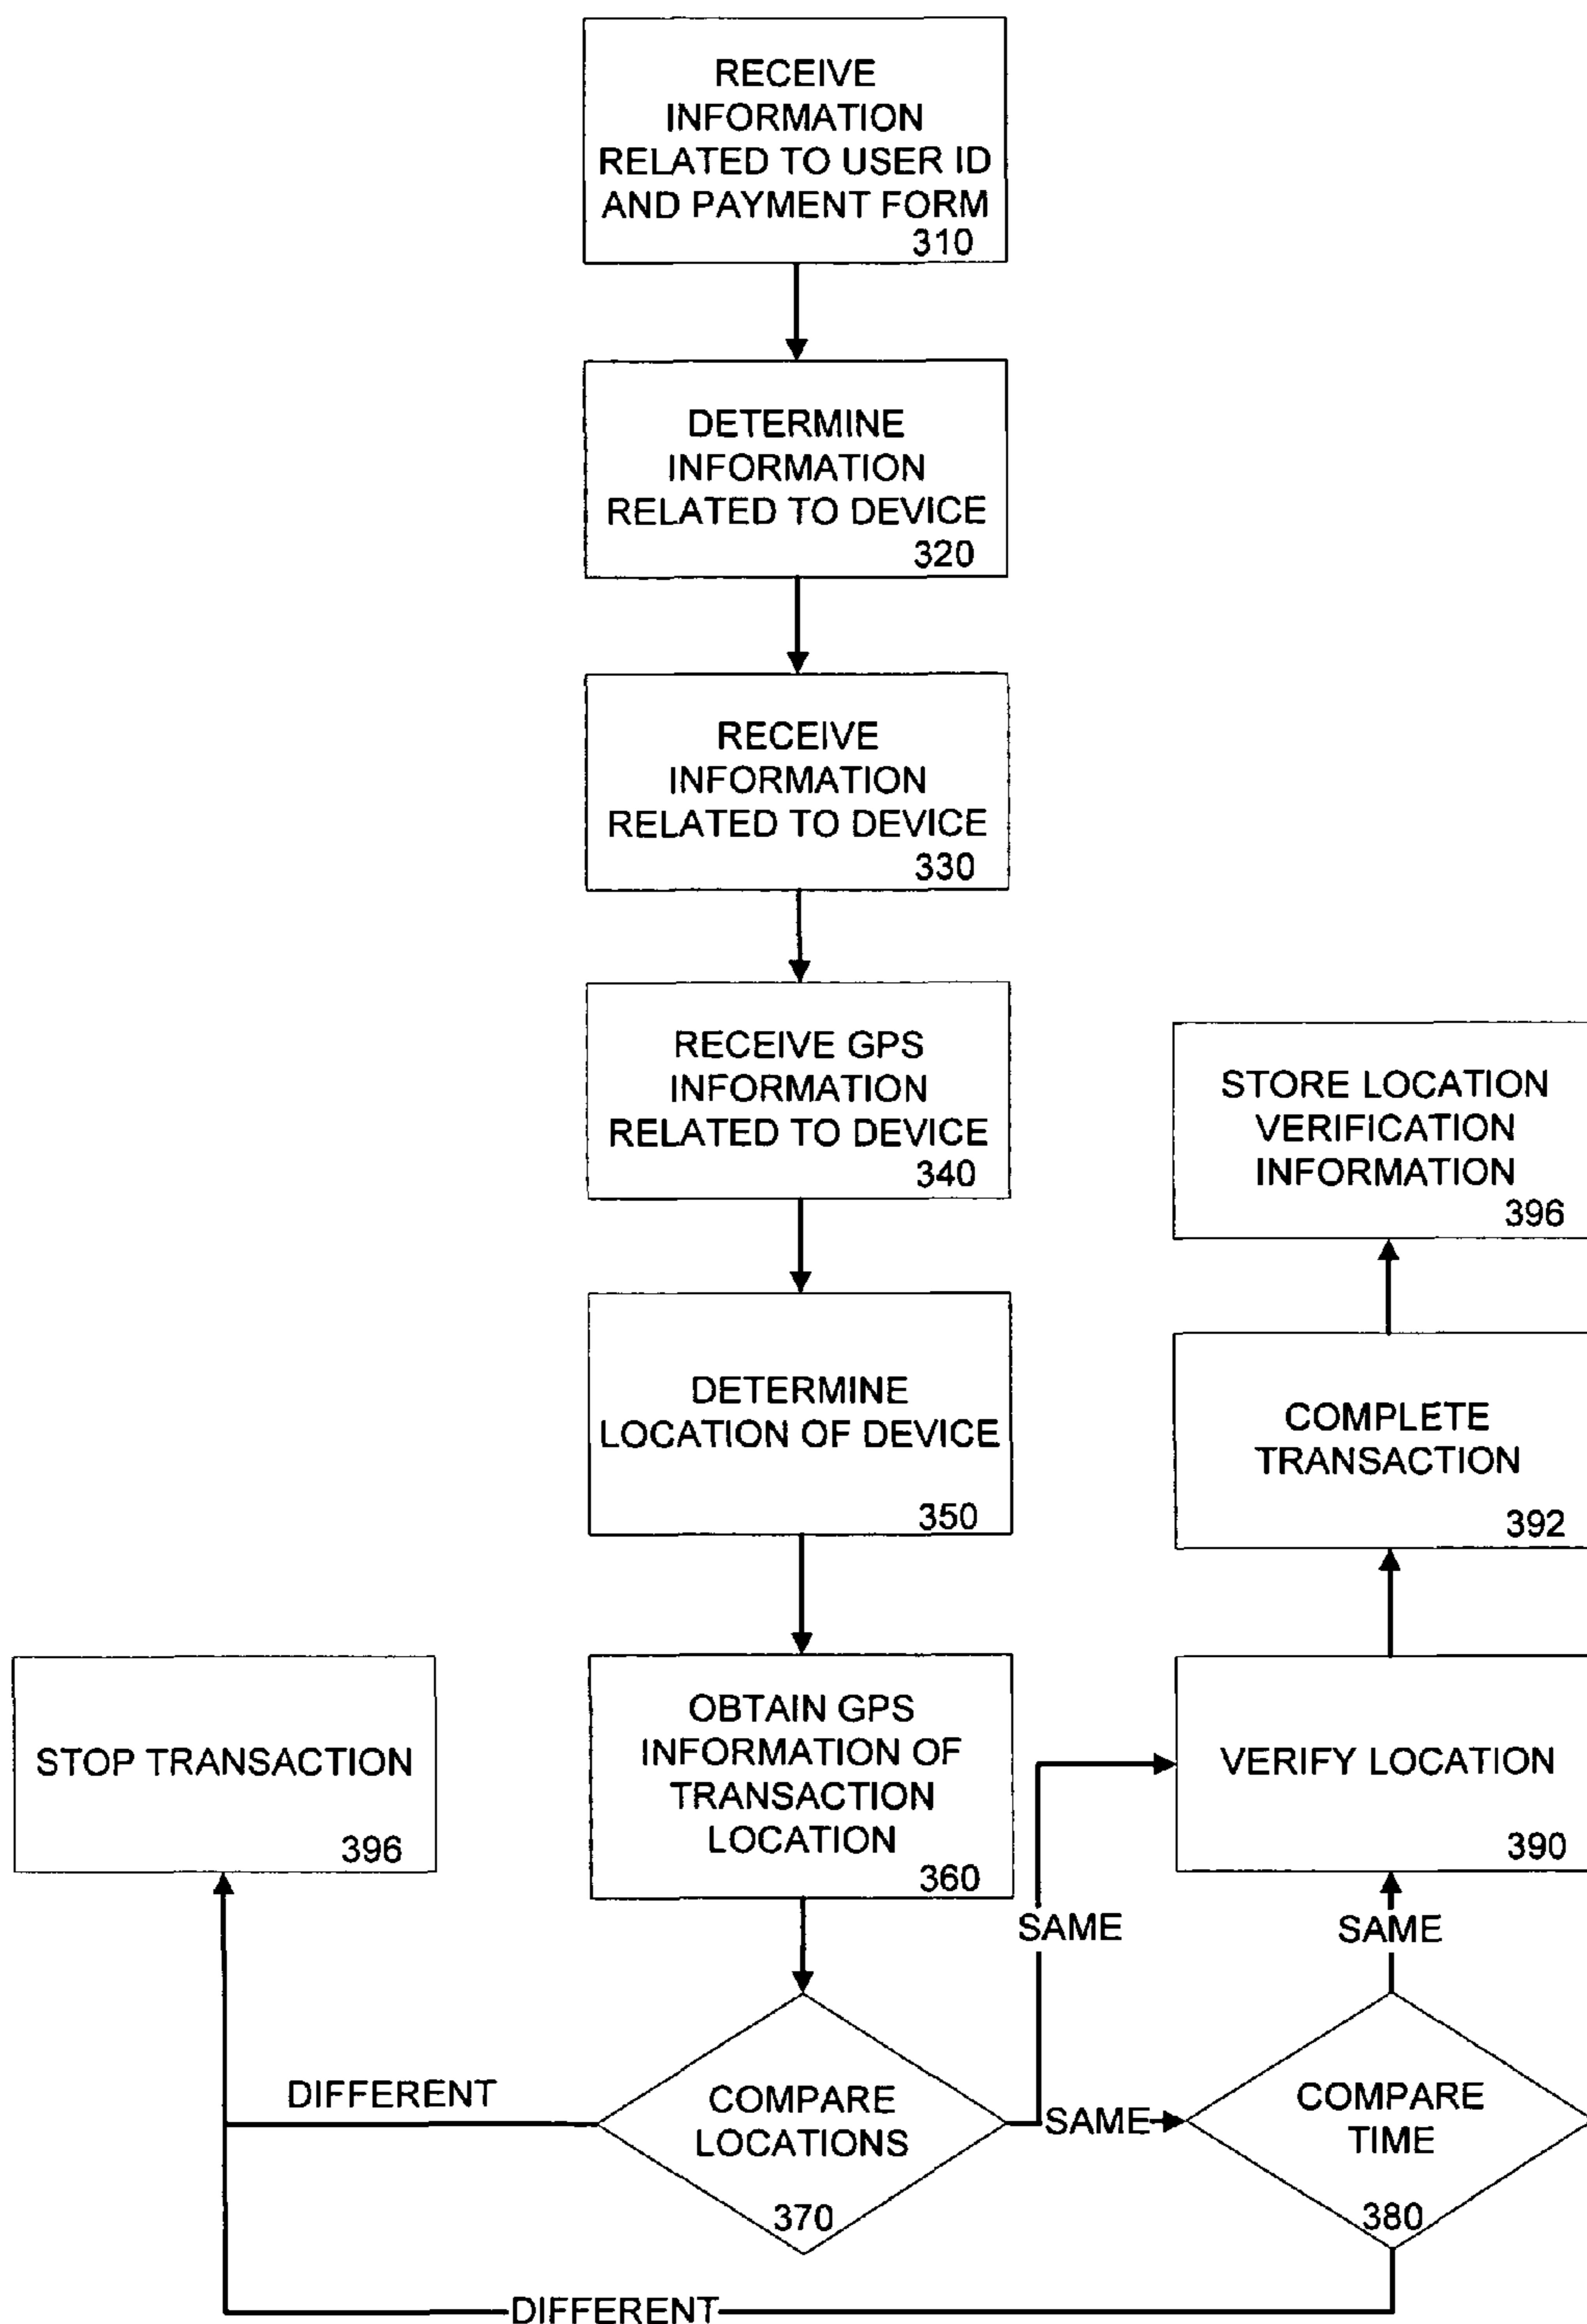 RECEIVE
INFORMATION
RELATED TO USER ID
AND PAYMENT FORM
310
DETERMINE
INFORMATION
RELATED TO DEVICE
320
RECEIVE
INFORMATION
RELATED TO DEVICE
330
RECEIVE GPS
INFORMATION
RELATED TO DEVICE
340
STORE LOCATION
VERIFICATION
INFORMATION
396
DETERMINE
LOCATION OF DEVICE
350
COMPLETE
TRANSACTION
392
STOP TRANSACTION
396
OBTAIN GPS
INFORMATION OF
TRANSACTION
LOCATION
360
VERIFY LOCATION
390
SAME
SAME
DIFFERENT
COMPARE
LOCATIONS
370
SAME
COMPARE
TIME
380
DIFFERENT